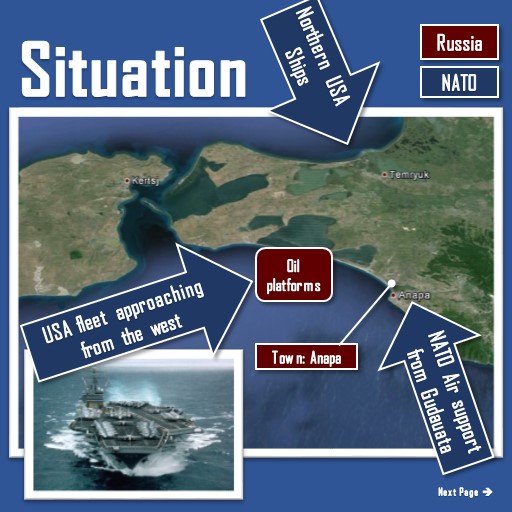 Situation
Northern USA
Ships
Russia
NATO
Kertsj
Temryuk
Oil
platforms
Anapa
USA fleet approaching
from the west
Town: Anapa
NATO Air support
from Gudauata
Next Page